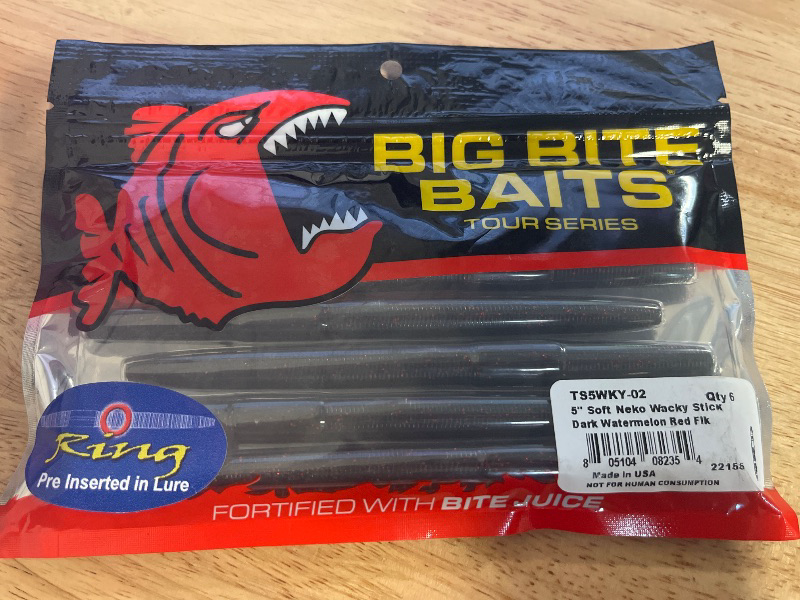 BIG BITE
BAITS
TOUR SERIES
TS5WKY-02 Qty 6
5" Soft Neko Wacky Stick
Dark Watermelon Red Flk
8 05104 08235 4
22155
Made in USA
NOT FOR HUMAN CONSUMPTION
Ring
Pre Inserted in Lure
FORTIFIED WITH BITE JUICE